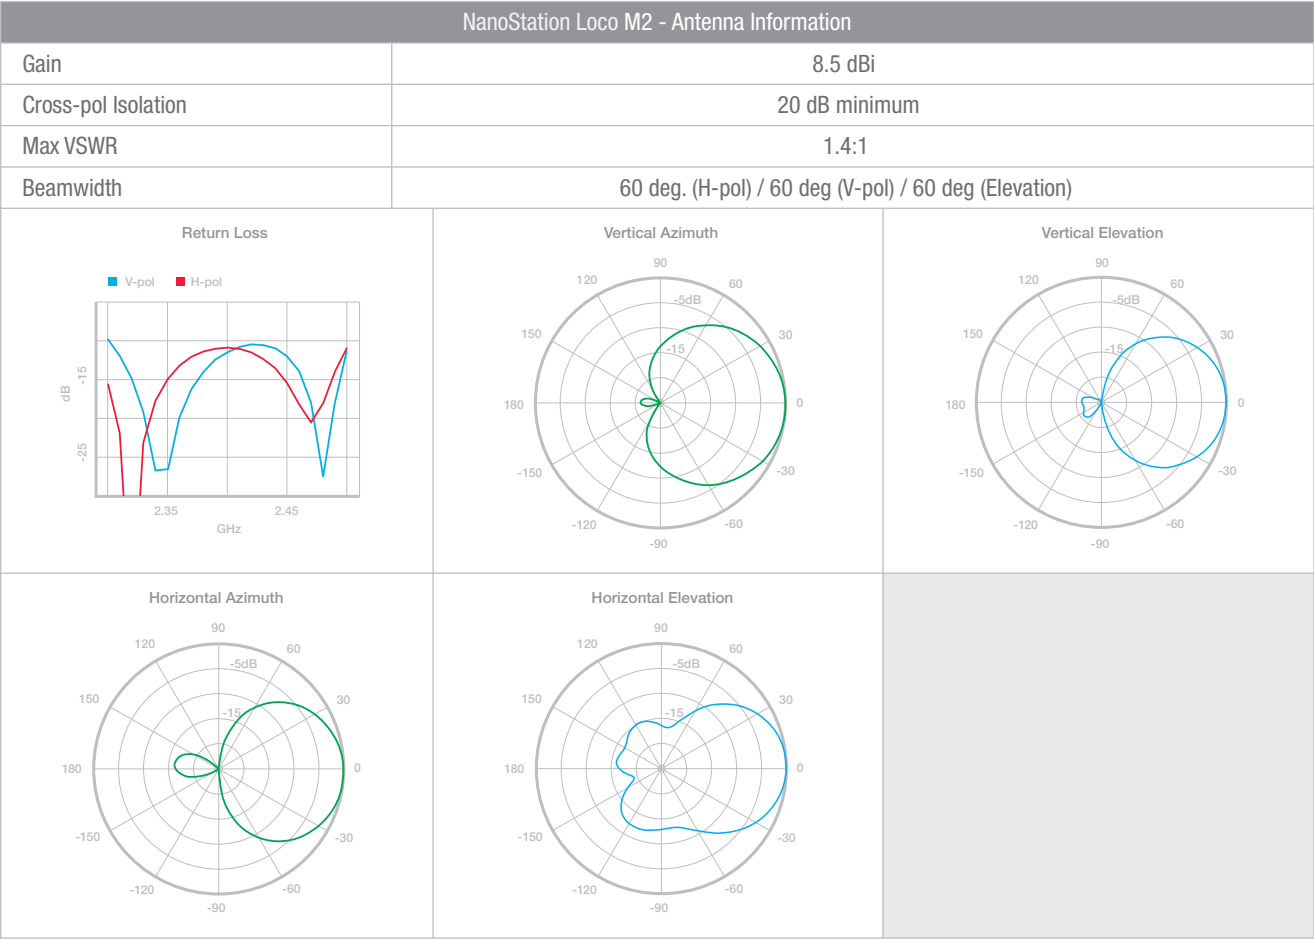 NanoStation Loco M2 - Antenna Information
Gain 8.5 dBi
Cross-pol Isolation 20 dB minimum
Max VSWR 1.4:1
Beamwidth 60 deg. (H-pol) / 60 deg (V-pol) / 60 deg (Elevation)
Return Loss
V-pol H-pol
dB
-15
-25
2.35 2.45
GHz
Vertical Azimuth
90
120 60
-5dB
150 30
-15
180 0
-150 -30
-120 -60
-90
Vertical Elevation
90
120 60
-5dB
150 30
-15
180 0
-150 -30
-120 -60
-90
Horizontal Azimuth
90
120 60
-5dB
150 30
-15
180 0
-150 -30
-120 -60
-90
Horizontal Elevation
90
120 60
-5dB
150 30
-15
180 0
-150 -30
-120 -60
-90